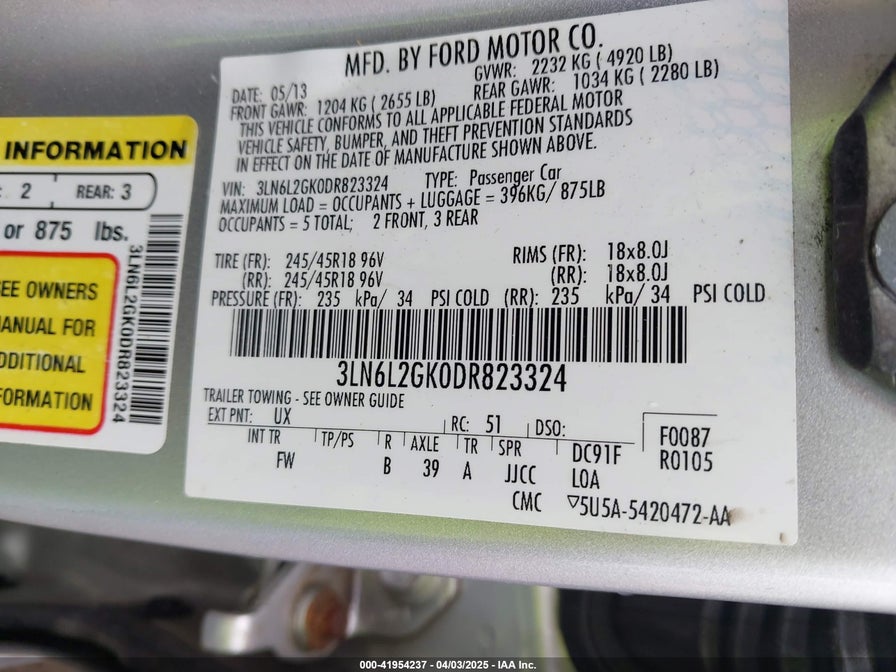 INFORMATION
2 REAR: 3
or 875 lbs.
SEE OWNERS
MANUAL FOR
ADDITIONAL
INFORMATION
3LN6L2GK0DR823324
MFD. BY FORD MOTOR CO.
DATE: 05/13 GVWR: 2232 KG ( 4920 LB)
FRONT GAWR: 1204 KG ( 2655 LB) REAR GAWR: 1034 KG ( 2280 LB)
THIS VEHICLE CONFORMS TO ALL APPLICABLE FEDERAL MOTOR
VEHICLE SAFETY, BUMPER, AND THEFT PREVENTION STANDARDS
IN EFFECT ON THE DATE OF MANUFACTURE SHOWN ABOVE.
VIN: 3LN6L2GK0DR823324 TYPE: Passenger Car
MAXIMUM LOAD = OCCUPANTS + LUGGAGE = 396KG/ 875LB
OCCUPANTS = 5 TOTAL; 2 FRONT, 3 REAR
TIRE (FR): 245/45R18 96V RIMS (FR): 18x8.0J
(RR): 245/45R18 96V (RR): 18x8.0J
PRESSURE (FR): 235 kPa/ 34 PSI COLD (RR): 235 kPa/ 34 PSI COLD
3LN6L2GK0DR823324
TRAILER TOWING - SEE OWNER GUIDE
EXT PNT: UX RC: 51 DSO: F0087
INT TR TP/PS R AXLE TR SPR DC91F R0105
FW B 39 A JJCC LOA
CMC ▽5U5A-5420472-AA
000-41954237 - 04/03/2025 - IAA Inc.